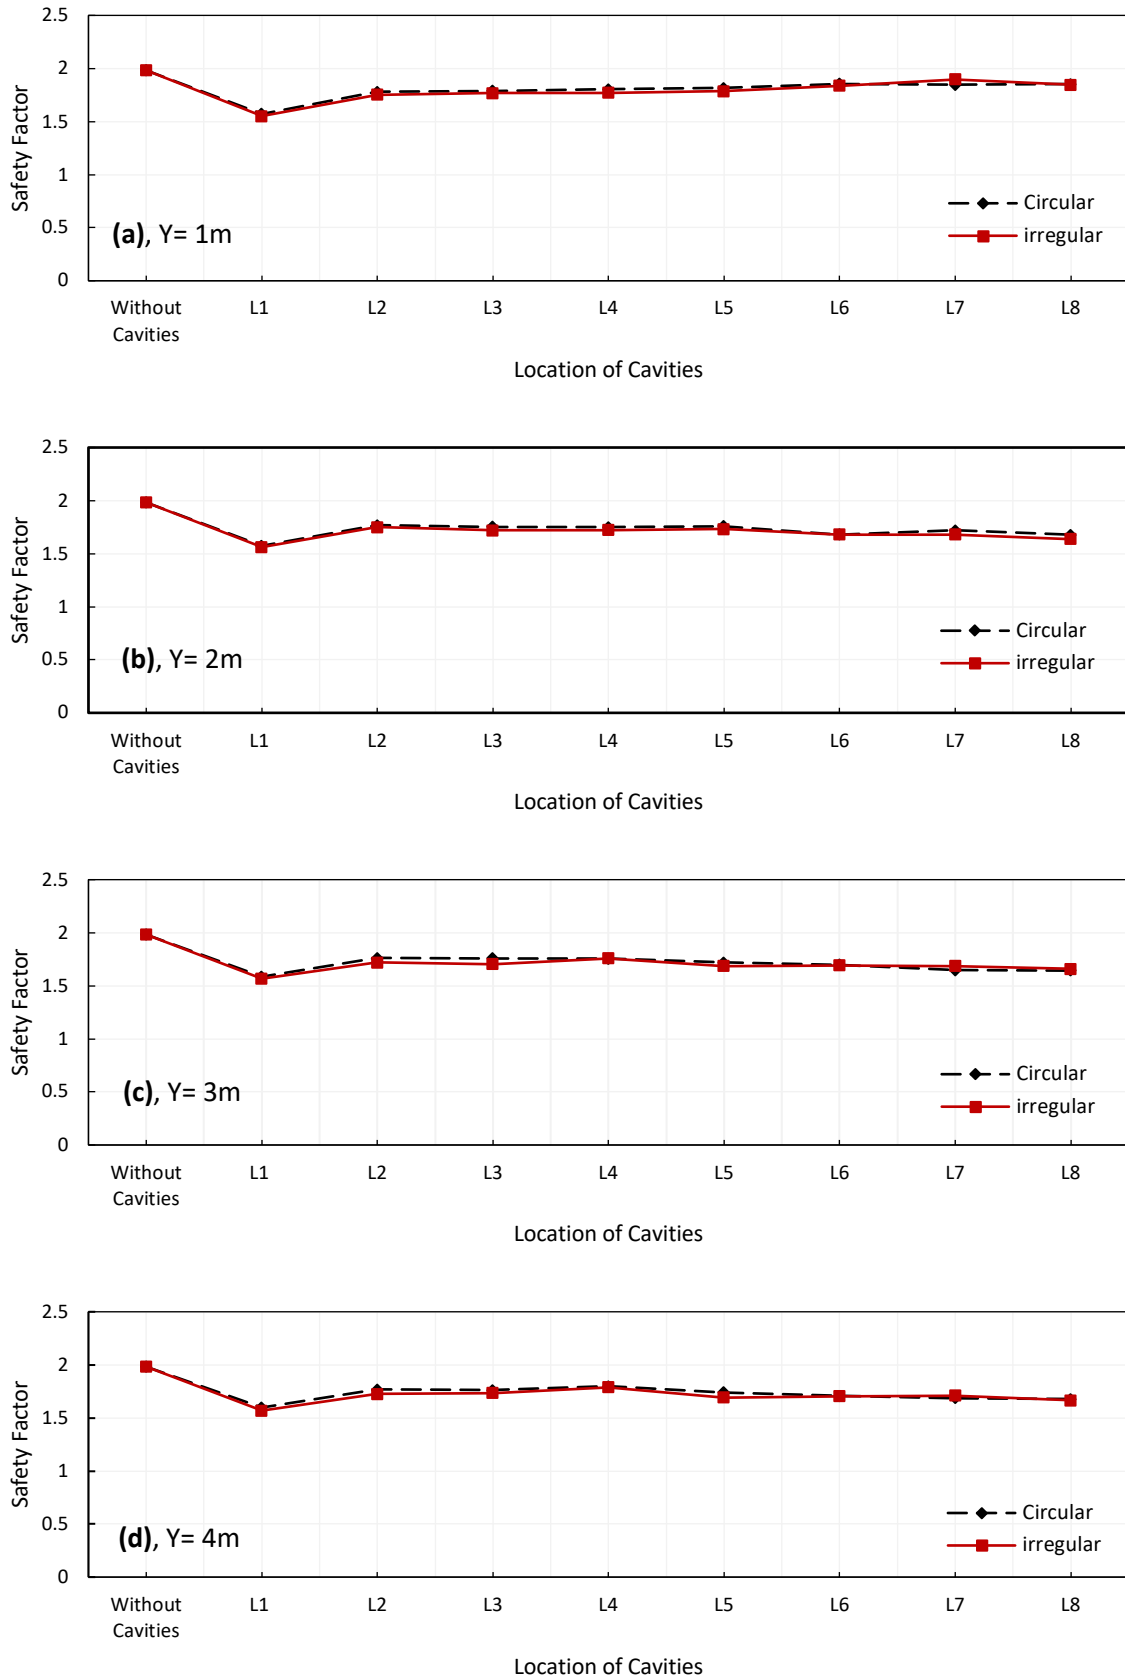 2.5
2
1.5
1
0.5
0
Safety Factor
(a), Y= 1m
Circular
irregular
Without Cavities
L1 L2 L3 L4 L5 L6 L7 L8
Location of Cavities
2.5
2
1.5
1
0.5
0
Safety Factor
(b), Y= 2m
Circular
irregular
Without Cavities
L1 L2 L3 L4 L5 L6 L7 L8
Location of Cavities
2.5
2
1.5
1
0.5
0
Safety Factor
(c), Y= 3m
Circular
irregular
Without Cavities
L1 L2 L3 L4 L5 L6 L7 L8
Location of Cavities
2.5
2
1.5
1
0.5
0
Safety Factor
(d), Y= 4m
Circular
irregular
Without Cavities
L1 L2 L3 L4 L5 L6 L7 L8
Location of Cavities